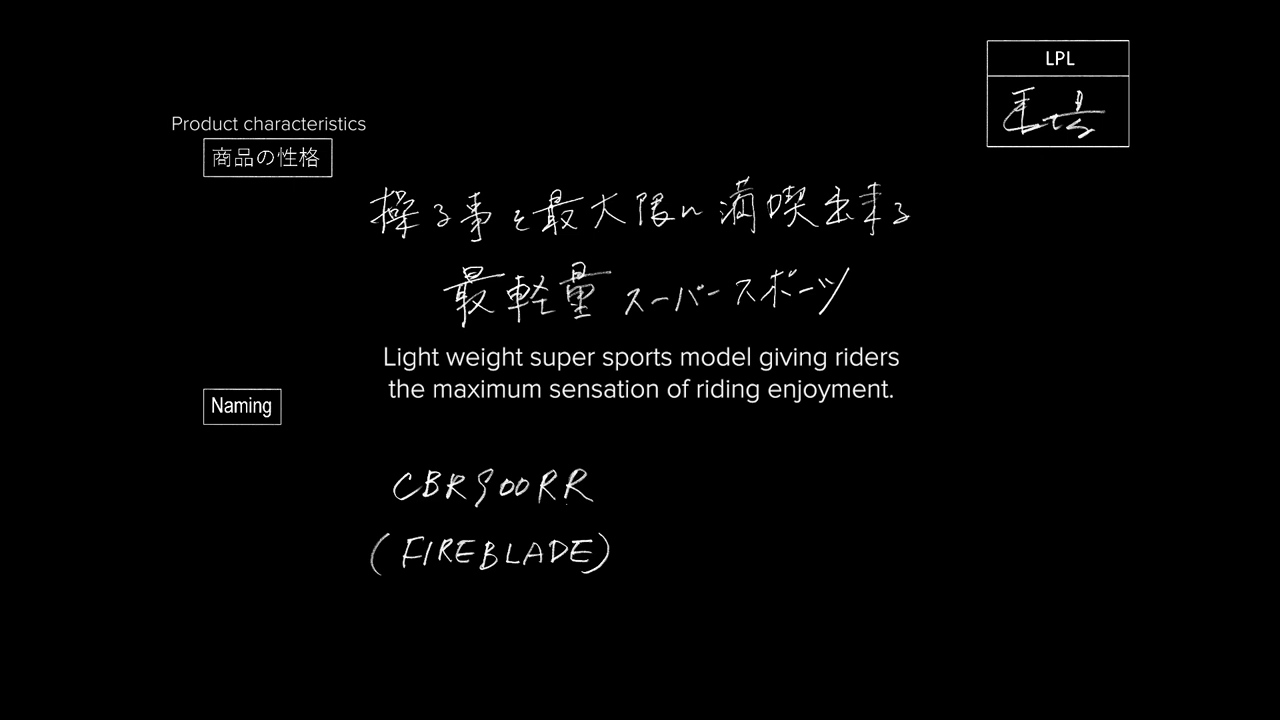 LPL
馬場
Product characteristics
商品の性格
操る事を最大限に満喫出来る
最軽量スーパースポーツ
Light weight super sports model giving riders
the maximum sensation of riding enjoyment.
Naming
CBR900RR
(FIREBLADE)